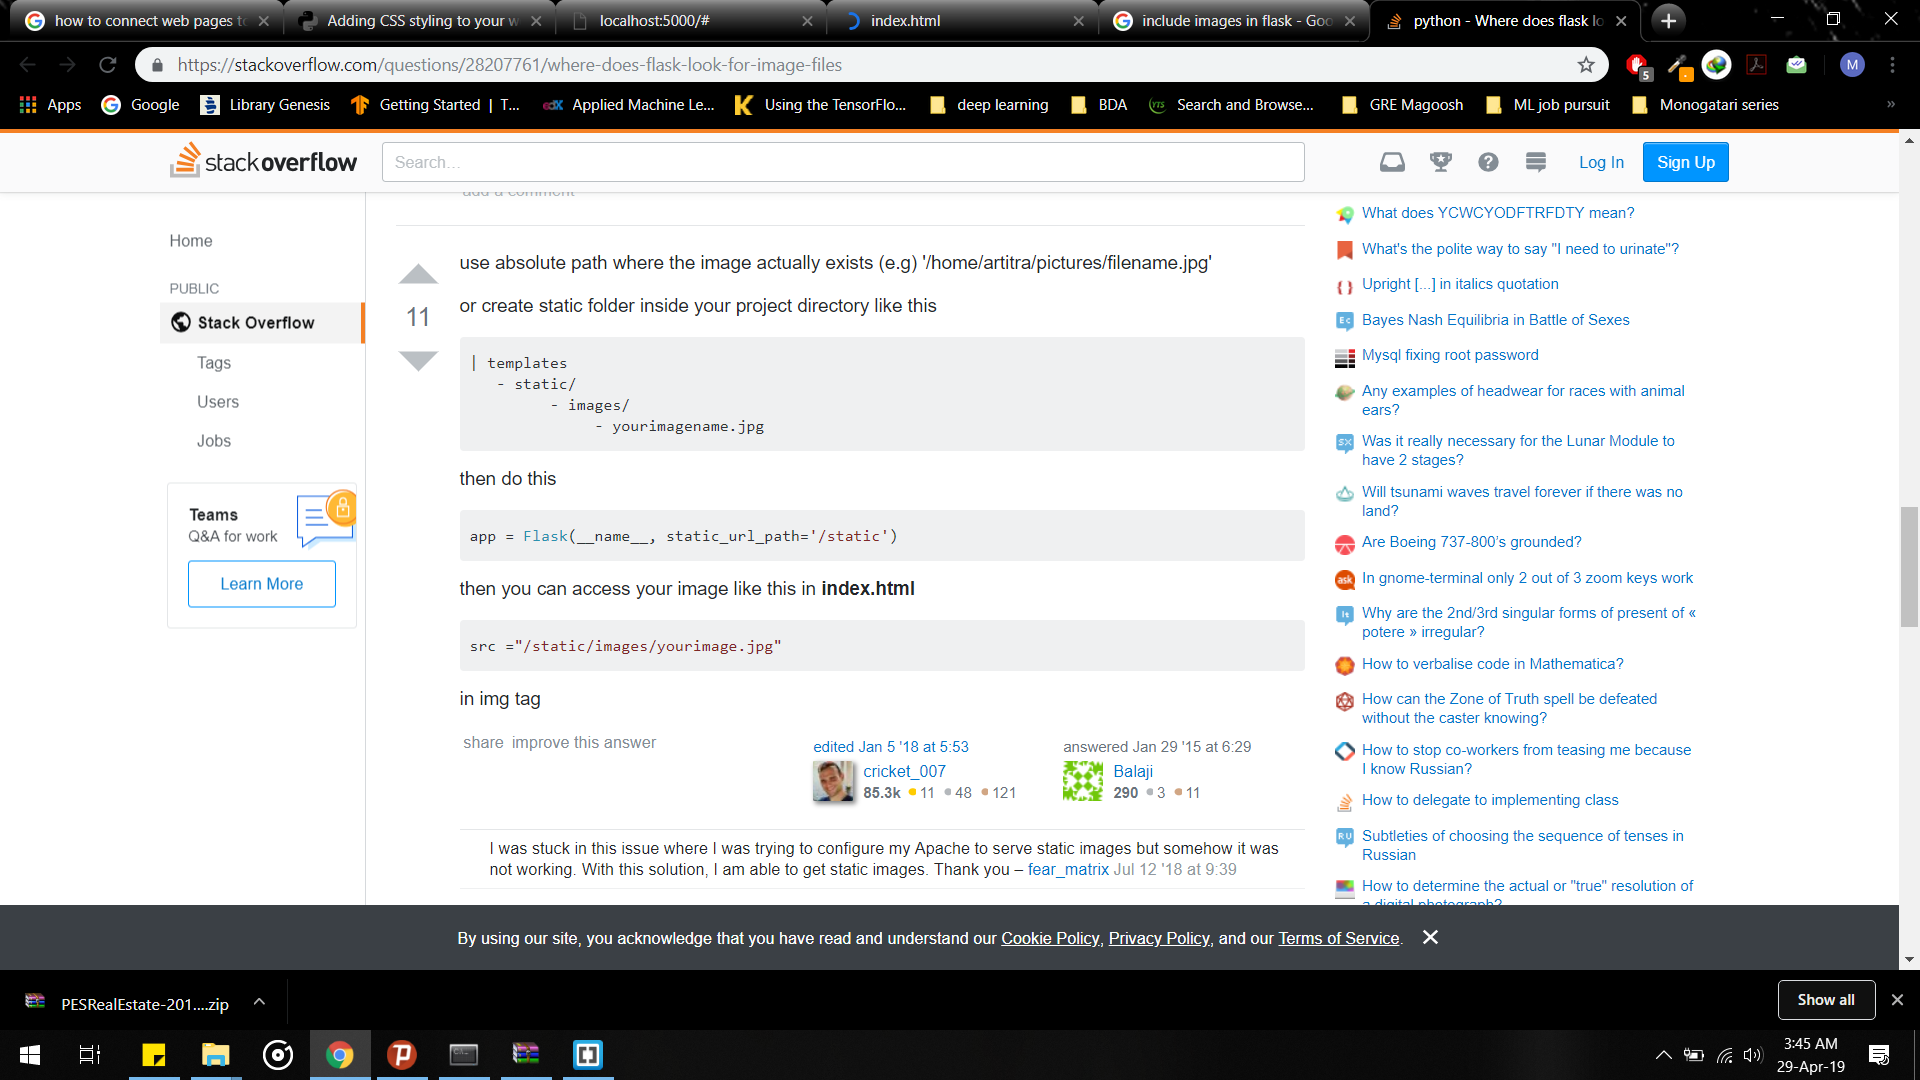 how to connect web pages t
Adding CSS styling to your w
localhost:5000/#
index.html
include images in flask - Goo
python - Where does flask lo
https://stackoverflow.com/questions/28207761/where-does-flask-look-for-image-files
5
M
Apps
Google
Library Genesis
Getting Started | T...
edX
Applied Machine Le...
Using the TensorFlo...
deep learning
BDA
YTS
Search and Browse...
GRE Magoosh
ML job pursuit
Monogatari series
»
stackoverflow
Search...
Log In
Sign Up
add a comment
Home
PUBLIC
Stack Overflow
Tags
Users
Jobs
Teams
Q&A for work
Learn More
11
use absolute path where the image actually exists (e.g) '/home/artitra/pictures/filename.jpg'
or create static folder inside your project directory like this
| templates
- static/
- images/
- yourimagename.jpg
then do this
app = Flask(__name__, static_url_path='/static')
then you can access your image like this in index.html
src ="/static/images/yourimage.jpg"
in img tag
share improve this answer
edited Jan 5 '18 at 5:53
cricket_007
85.3k 11 48 121
answered Jan 29 '15 at 6:29
Balaji
290 3 11
I was stuck in this issue where I was trying to configure my Apache to serve static images but somehow it was
not working. With this solution, I am able to get static images. Thank you – fear_matrix Jul 12 '18 at 9:39
What does YCWCYODFTRFDTY mean?
What's the polite way to say "I need to urinate"?
Upright [...] in italics quotation
Bayes Nash Equilibria in Battle of Sexes
Mysql fixing root password
Any examples of headwear for races with animal
ears?
Was it really necessary for the Lunar Module to
have 2 stages?
Will tsunami waves travel forever if there was no
land?
Are Boeing 737-800's grounded?
In gnome-terminal only 2 out of 3 zoom keys work
Why are the 2nd/3rd singular forms of present of «
potere » irregular?
How to verbalise code in Mathematica?
How can the Zone of Truth spell be defeated
without the caster knowing?
How to stop co-workers from teasing me because
I know Russian?
How to delegate to implementing class
Subtleties of choosing the sequence of tenses in
Russian
How to determine the actual or "true" resolution of
a digital photograph?
By using our site, you acknowledge that you have read and understand our Cookie Policy, Privacy Policy, and our Terms of Service.
PESRealEstate-201....zip
Show all
3:45 AM
29-Apr-19